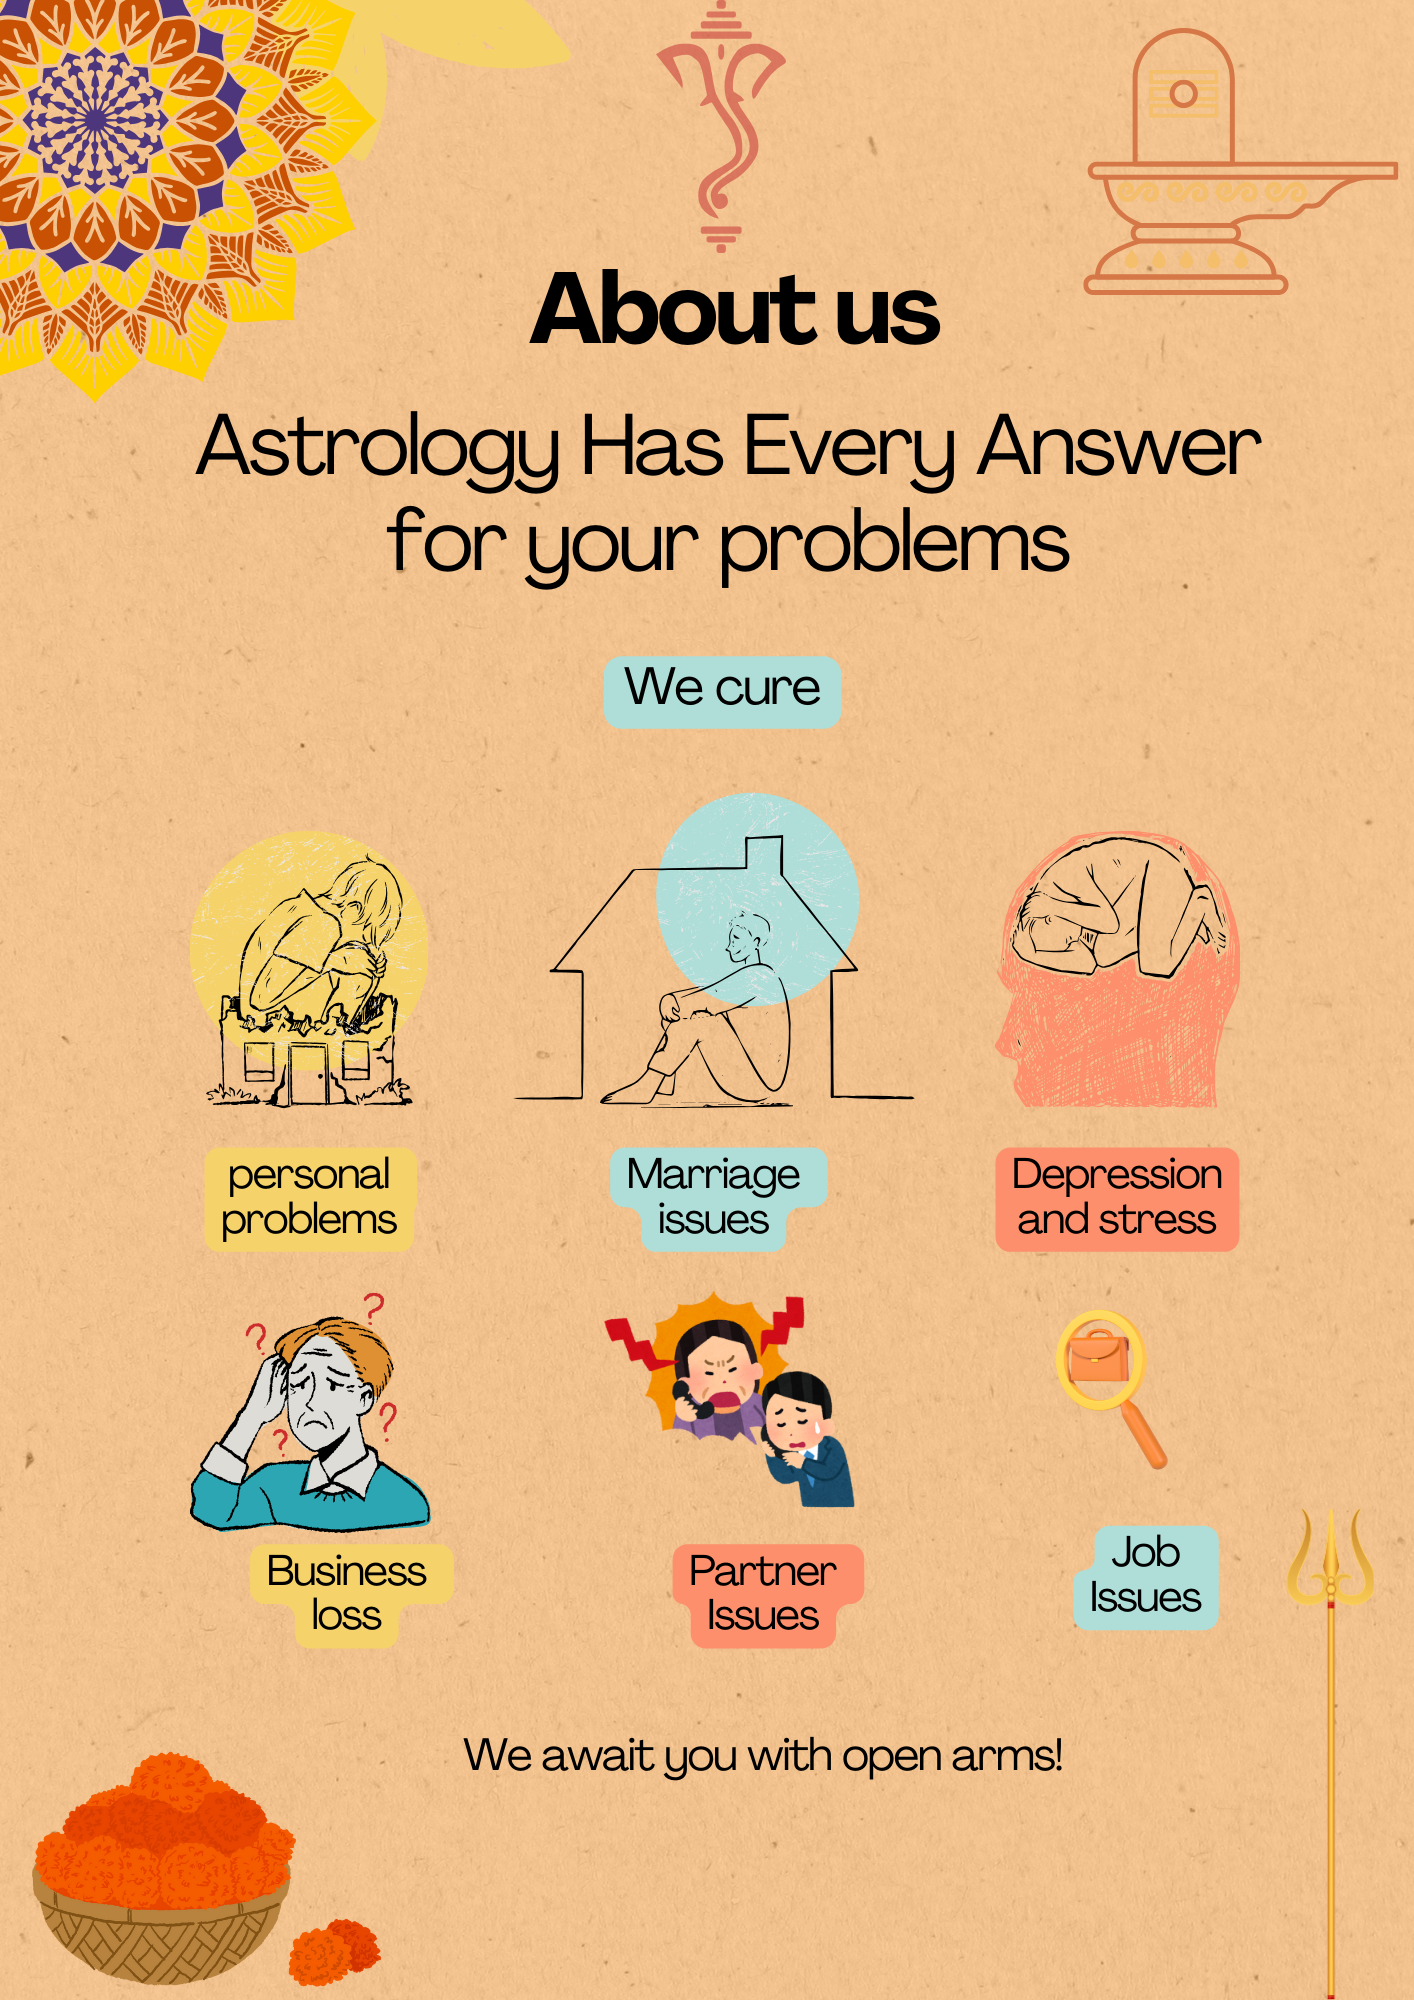 About us
Astrology Has Every Answer
for your problems
We cure
personal
problems
Marriage
issues
Depression
and stress
? ? ? ?
Business
loss
Partner
Issues
Job
Issues
We await you with open arms!